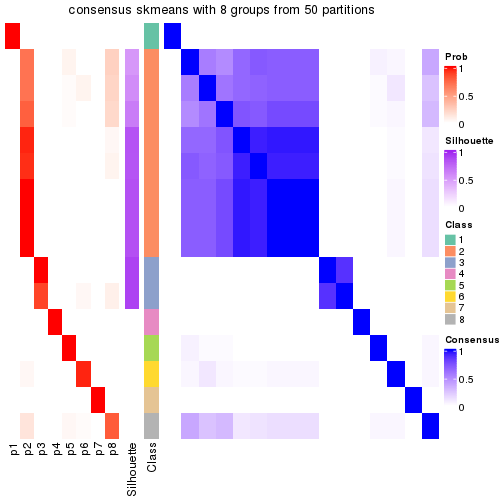 consensus skmeans with 8 groups from 50 partitions
Prob
1
0.5
0
Silhouette
1
0.5
0
Class
1
2
3
4
5
6
7
8
Consensus
1
0.5
0
p1
p2
p3
p4
p5
p6
p7
p8
Silhouette
Class